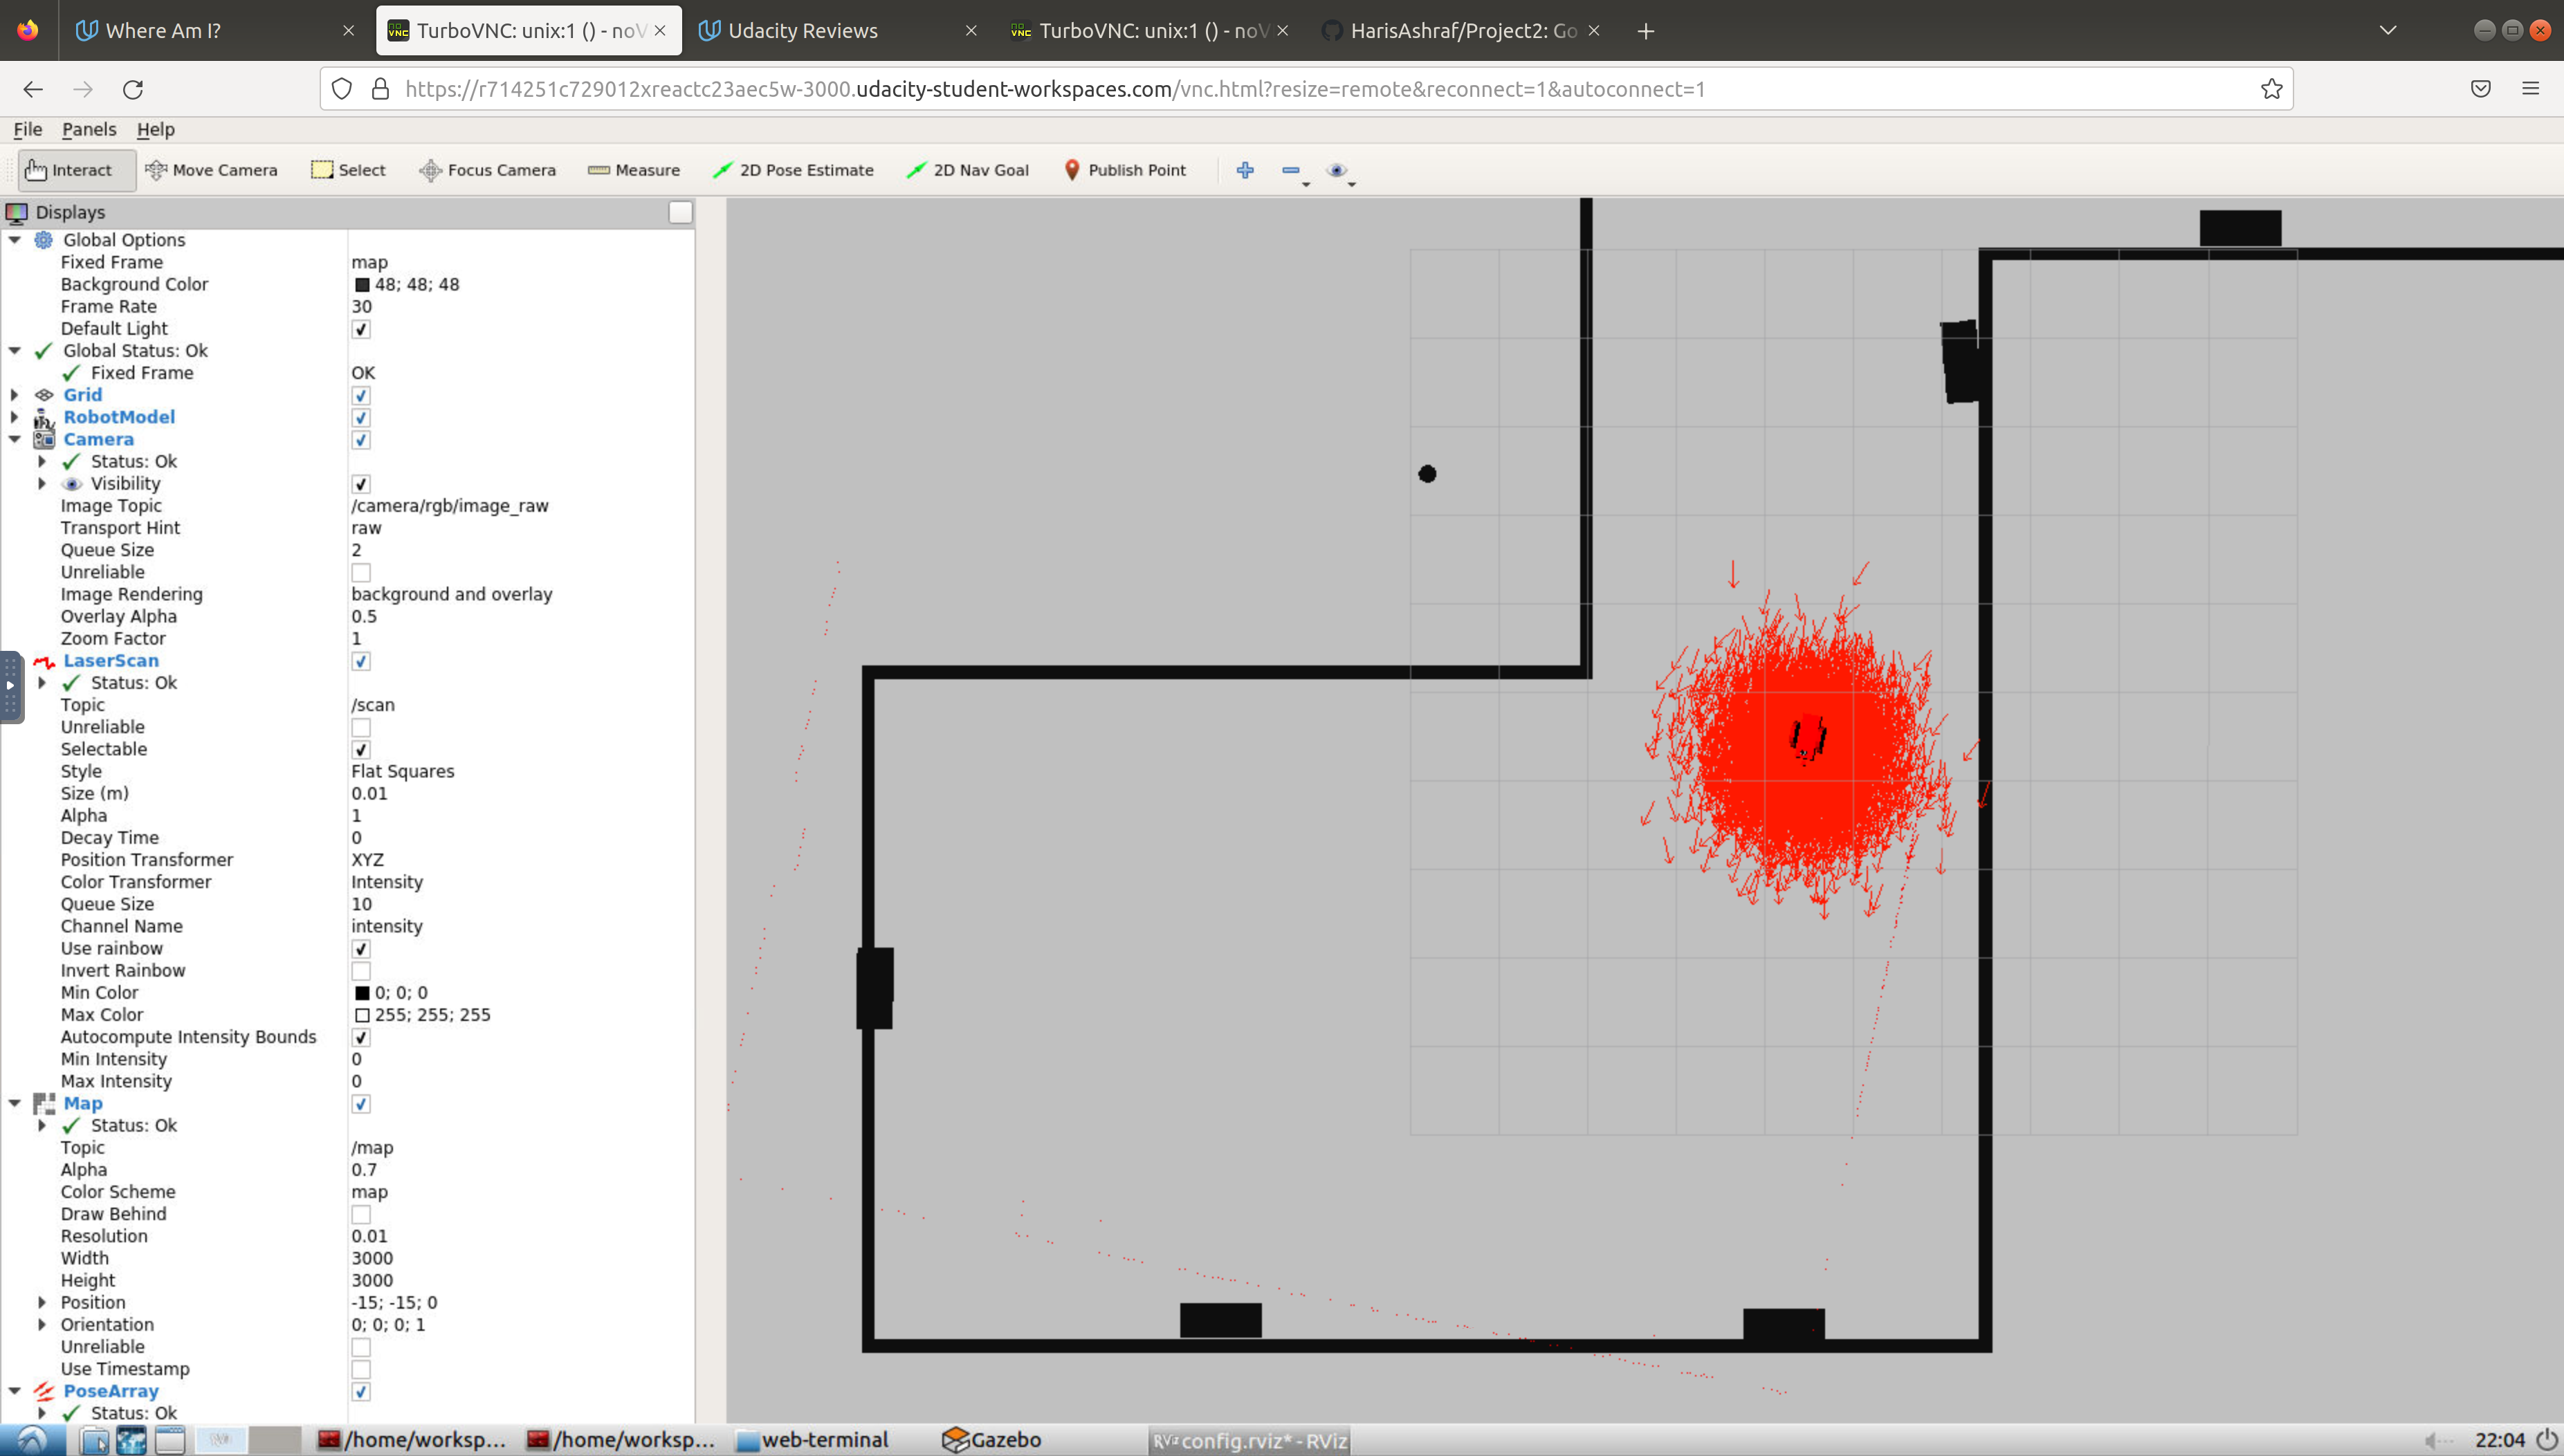 Where Am I?
TurboVNC: unix:1 () - noV
Udacity Reviews
TurboVNC: unix:1 () - noV
HarisAshraf/Project2: Go
https://r714251c729012xreactc23aec5w-3000.udacity-student-workspaces.com/vnc.html?resize=remote&reconnect=1&autoconnect=1
File Panels Help
Interact Move Camera Select Focus Camera Measure 2D Pose Estimate 2D Nav Goal Publish Point
Displays
Global Options
Fixed Frame map
Background Color 48; 48; 48
Frame Rate 30
Default Light
Global Status: Ok
Fixed Frame OK
Grid
RobotModel
Camera
Status: Ok
Visibility
Image Topic /camera/rgb/image_raw
Transport Hint raw
Queue Size 2
Unreliable
Image Rendering background and overlay
Overlay Alpha 0.5
Zoom Factor 1
LaserScan
Status: Ok
Topic /scan
Unreliable
Selectable
Style Flat Squares
Size (m) 0.01
Alpha 1
Decay Time 0
Position Transformer XYZ
Color Transformer Intensity
Queue Size 10
Channel Name intensity
Use rainbow
Invert Rainbow
Min Color 0; 0; 0
Max Color 255; 255; 255
Autocompute Intensity Bounds
Min Intensity 0
Max Intensity 0
Map
Status: Ok
Topic /map
Alpha 0.7
Color Scheme map
Draw Behind
Resolution 0.01
Width 3000
Height 3000
Position -15; -15; 0
Orientation 0; 0; 0; 1
Unreliable
Use Timestamp
PoseArray
Status: Ok
/home/worksp... /home/worksp... web-terminal Gazebo RViz config.rviz* - RViz 22:04